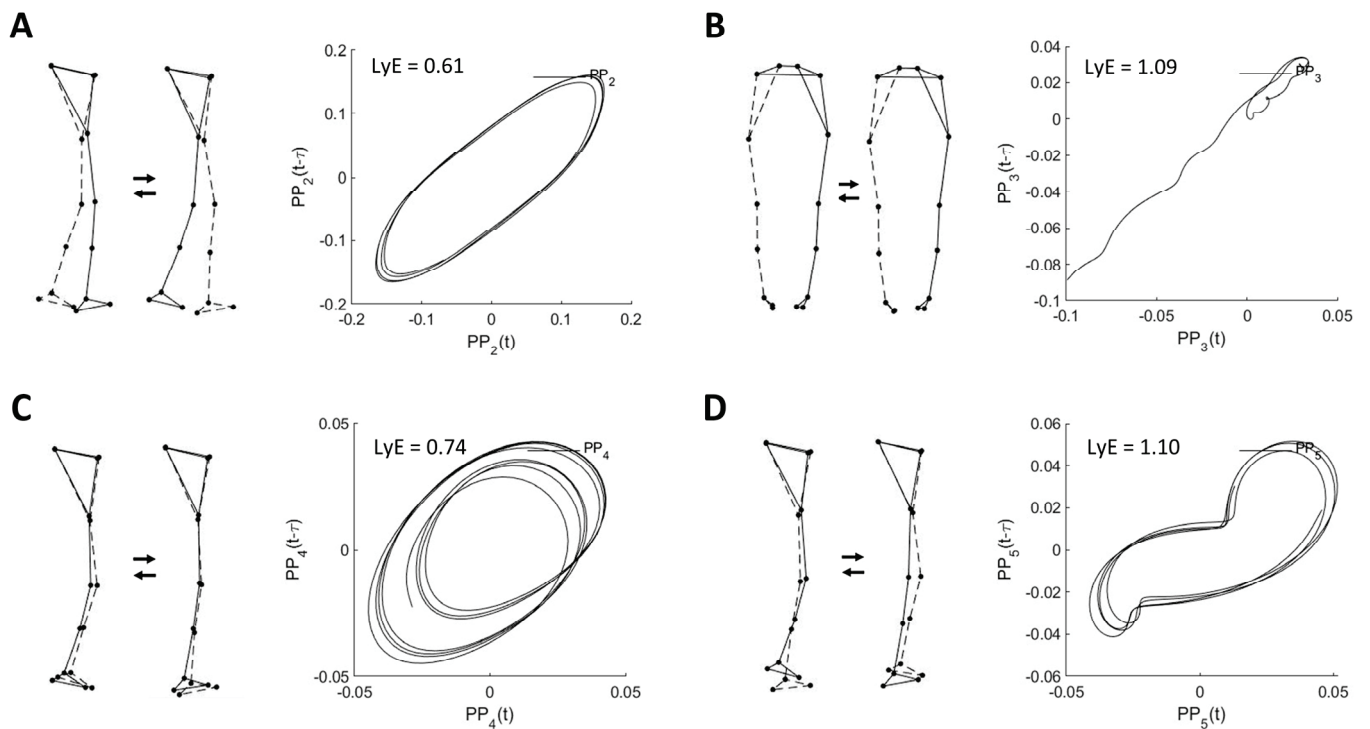 A
LyE = 0.61
PP2
0.2
0.1
0
-0.1
-0.2
PP2(t-τ)
-0.2
-0.1
0
0.1
0.2
PP2(t)
B
LyE = 1.09
PP3
0.04
0.02
0
-0.02
-0.04
-0.06
-0.08
-0.1
PP3(t-τ)
-0.1
-0.05
0
0.05
PP3(t)
C
LyE = 0.74
PP4
0.05
0
-0.05
PP4(t-τ)
-0.05
0
0.05
PP4(t)
D
LyE = 1.10
PP5
0.06
0.04
0.02
0
-0.02
-0.04
-0.06
PP5(t-τ)
0.05
0
0.05
PP5(t)